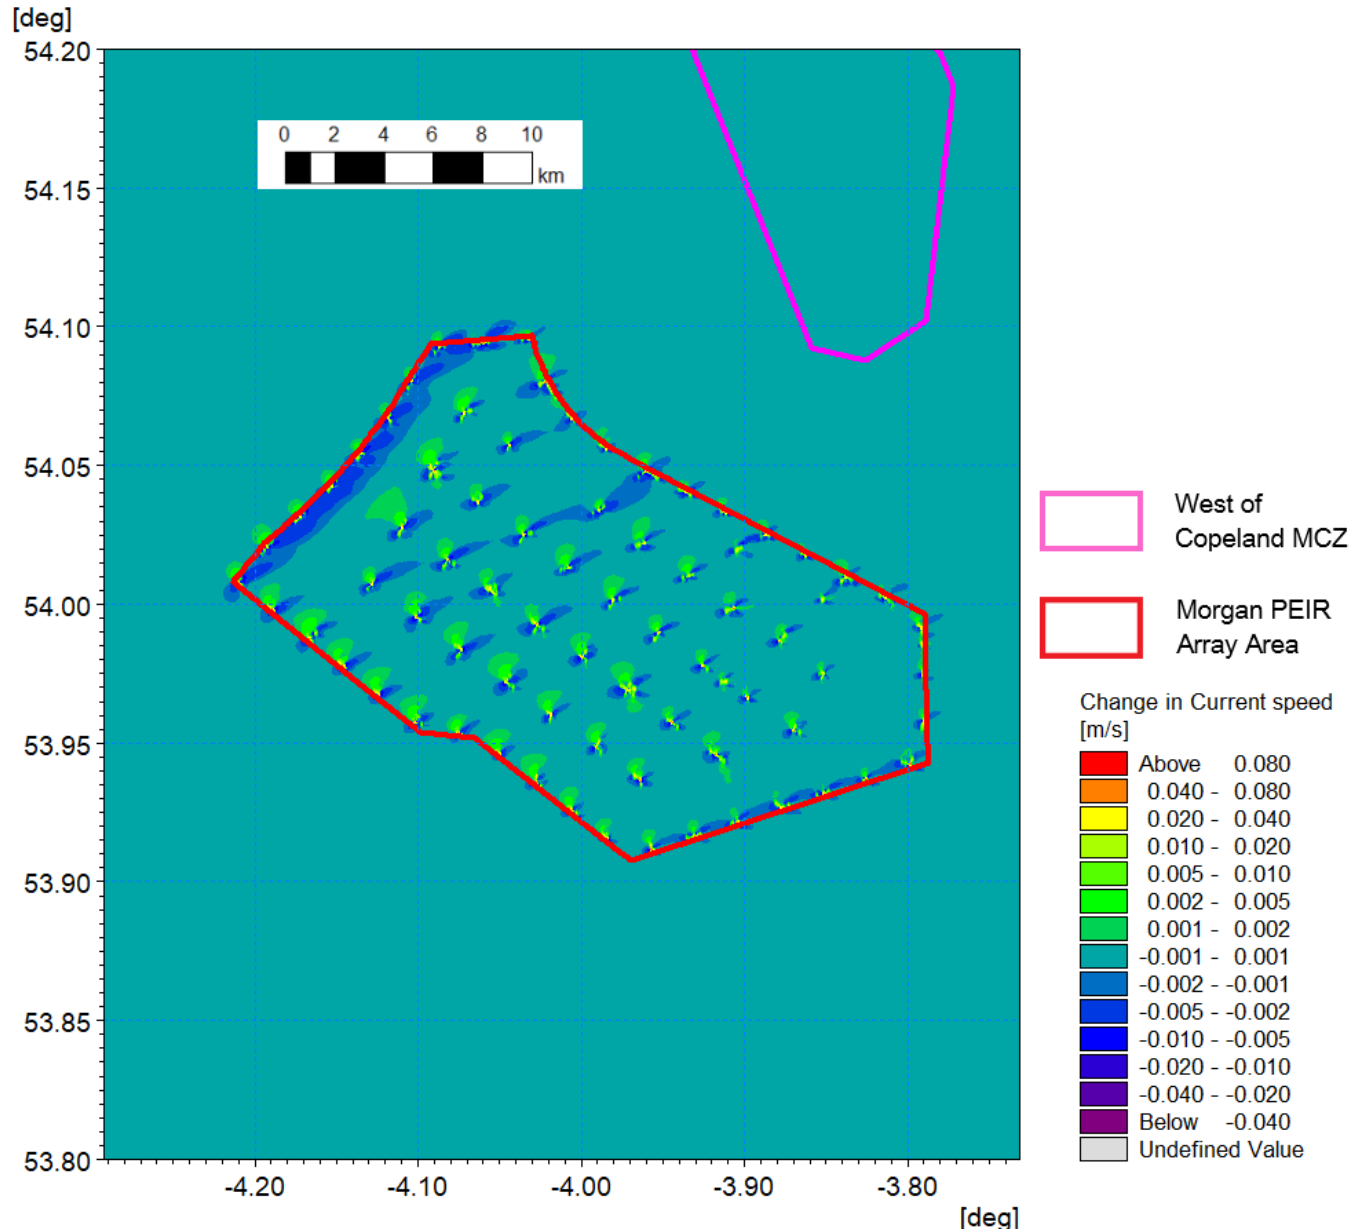 [deg]
54.20
54.15
54.10
54.05
54.00
53.95
53.90
53.85
53.80
0 2 4 6 8 10
km
-4.20 -4.10 -4.00 -3.90 -3.80
[deg]
West of
Copeland MCZ
Morgan PEIR
Array Area
Change in Current speed
[m/s]
Above 0.080
0.040 - 0.080
0.020 - 0.040
0.010 - 0.020
0.005 - 0.010
0.002 - 0.005
0.001 - 0.002
-0.001 - 0.001
-0.002 - -0.001
-0.005 - -0.002
-0.010 - -0.005
-0.020 - -0.010
-0.040 - -0.020
Below -0.040
Undefined Value